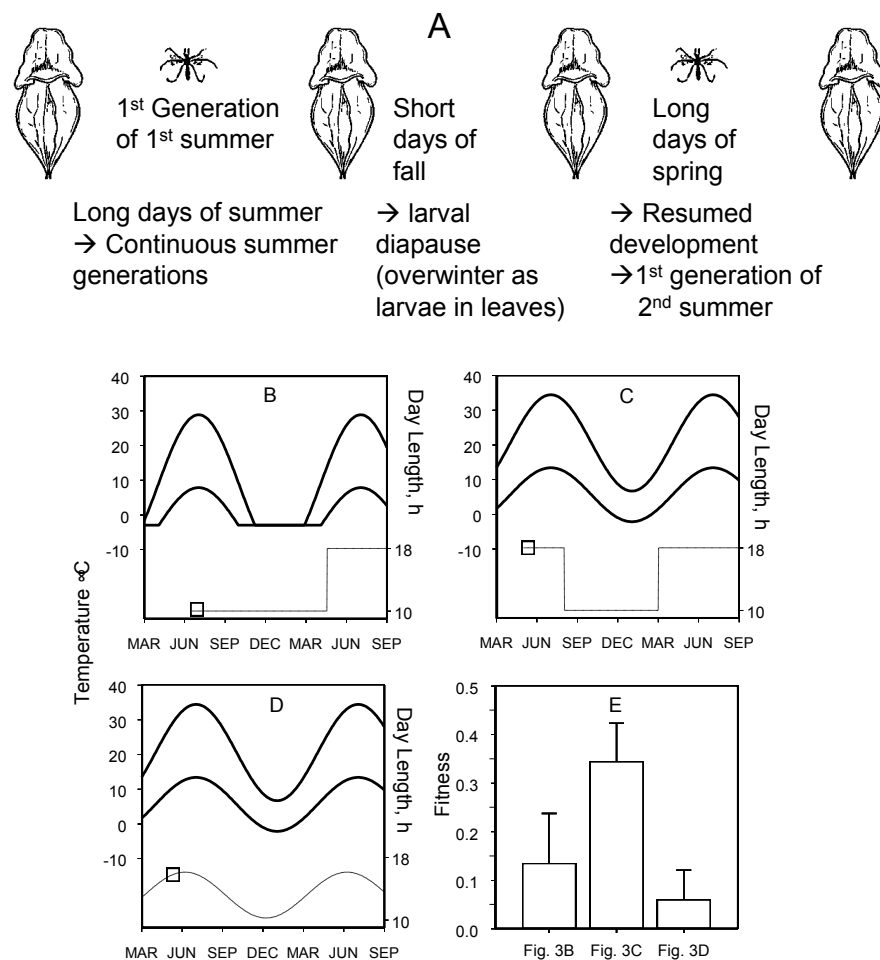 A
1st Generation
of 1st summer
Short
days of
fall
Long
days of
spring
Long days of summer
→ Continuous summer
generations
→ larval
diapause
(overwinter as
larvae in leaves)
→ Resumed
development
→1st generation of
2nd summer
B
40
30
20
10
0
-10
Day Length, h
18
10
MAR JUN SEP DEC MAR JUN SEP
C
40
30
20
10
0
-10
Day Length, h
18
10
MAR JUN SEP DEC MAR JUN SEP
Temperature °C
D
40
30
20
10
0
-10
Day Length, h
18
10
MAR JUN SEP DEC MAR JUN SEP
E
Fitness
0.5
0.4
0.3
0.2
0.1
0.0
Fig. 3B Fig. 3C Fig. 3D